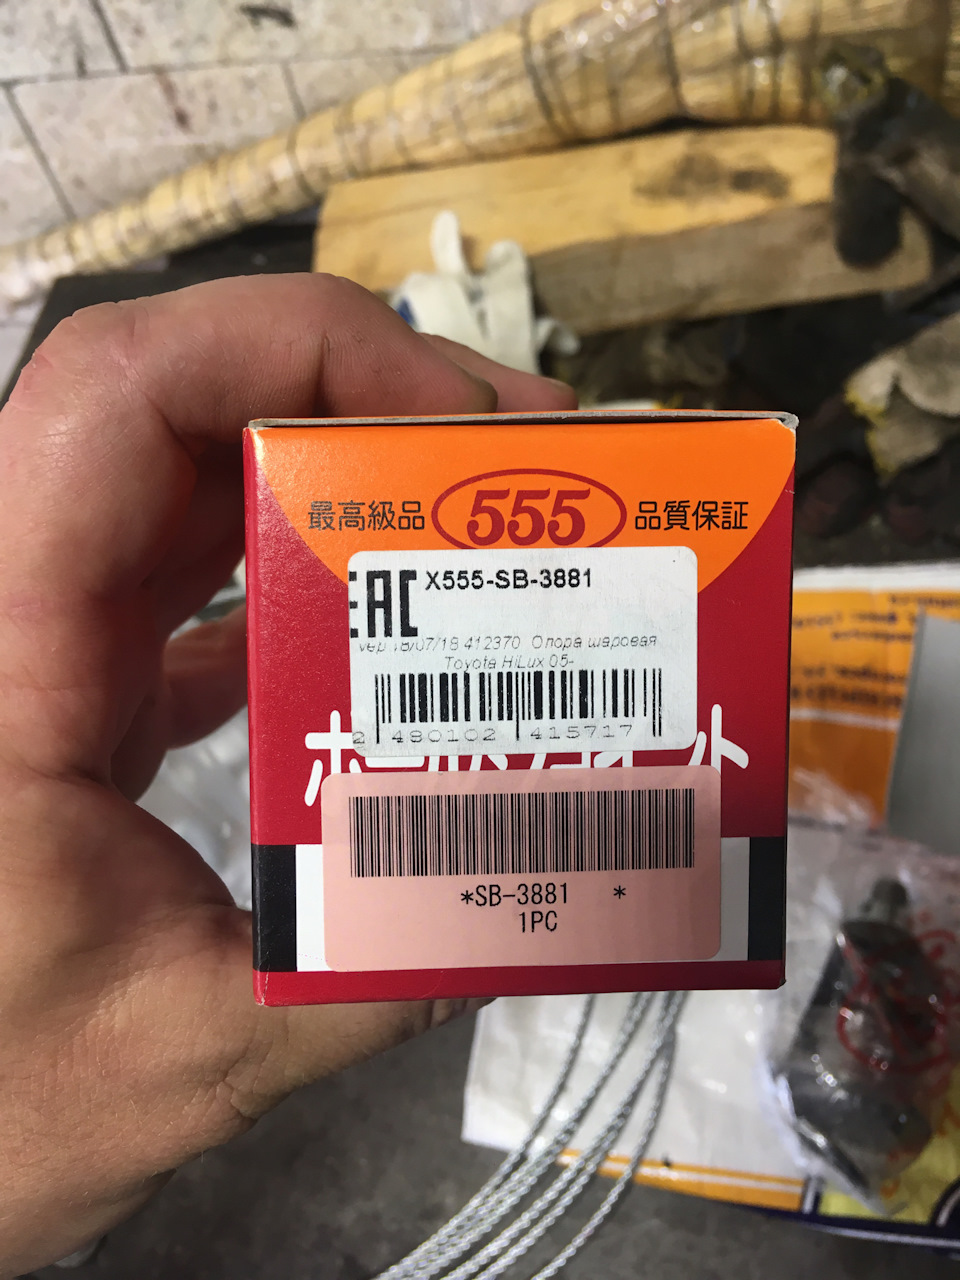 最高級品 555 品質保証
EAC X555-SB-3881
18/07/18 412370 Опора шаровая
Toyota HiLux 05-
2 480102 415717
*SB-3881 *
1PC